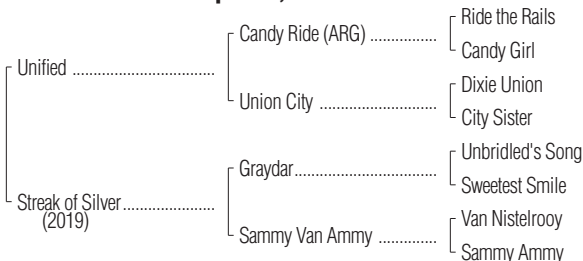 Ride the Rails
Candy Ride (ARG) ................
Candy Girl
Unified ..................................
Dixie Union
Union City ............................
City Sister
Unbridled's Song
Graydar..................................
Sweetest Smile
Streak of Silver......................
(2019)
Van Nistelrooy
Sammy Van Ammy ..............
Sammy Ammy